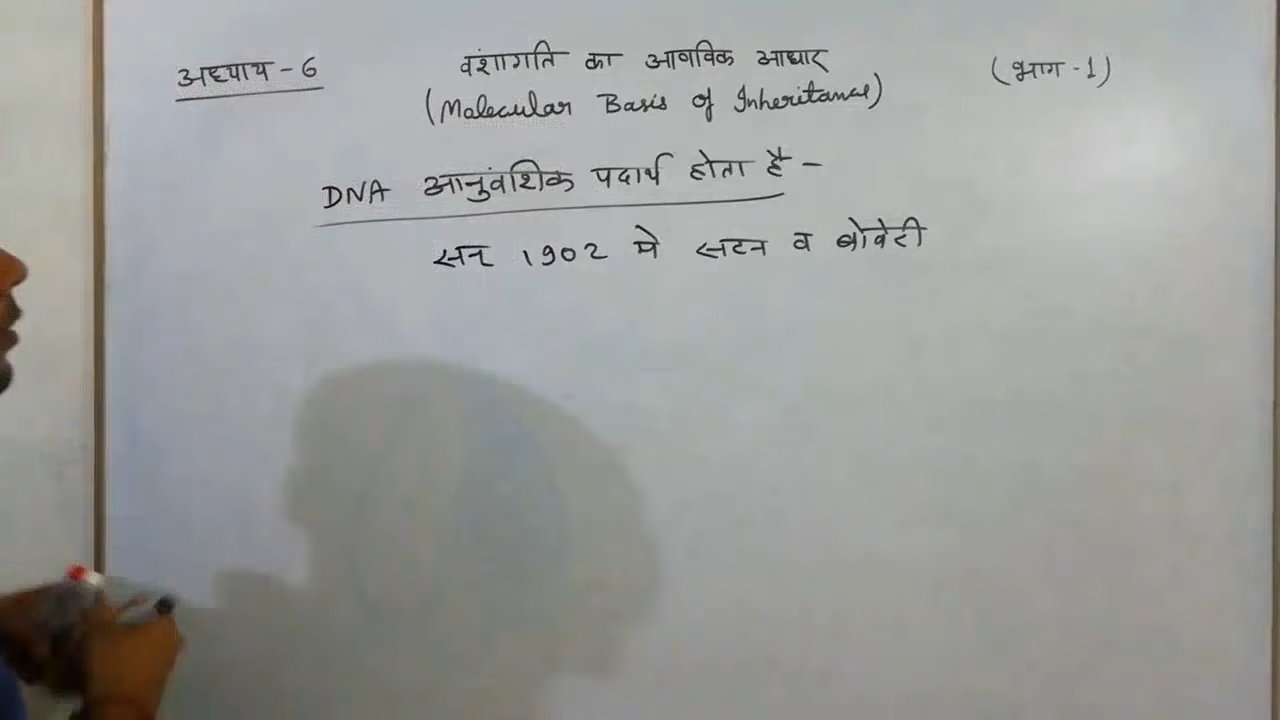 अध्याय - 6 वंशागति का आणविक आधार (भाग - 1)
(Molecular Basis of Inheritance)
DNA आनुवंशिक पदार्थ होता है -
सन् 1902 मे सटन व बोवेरी